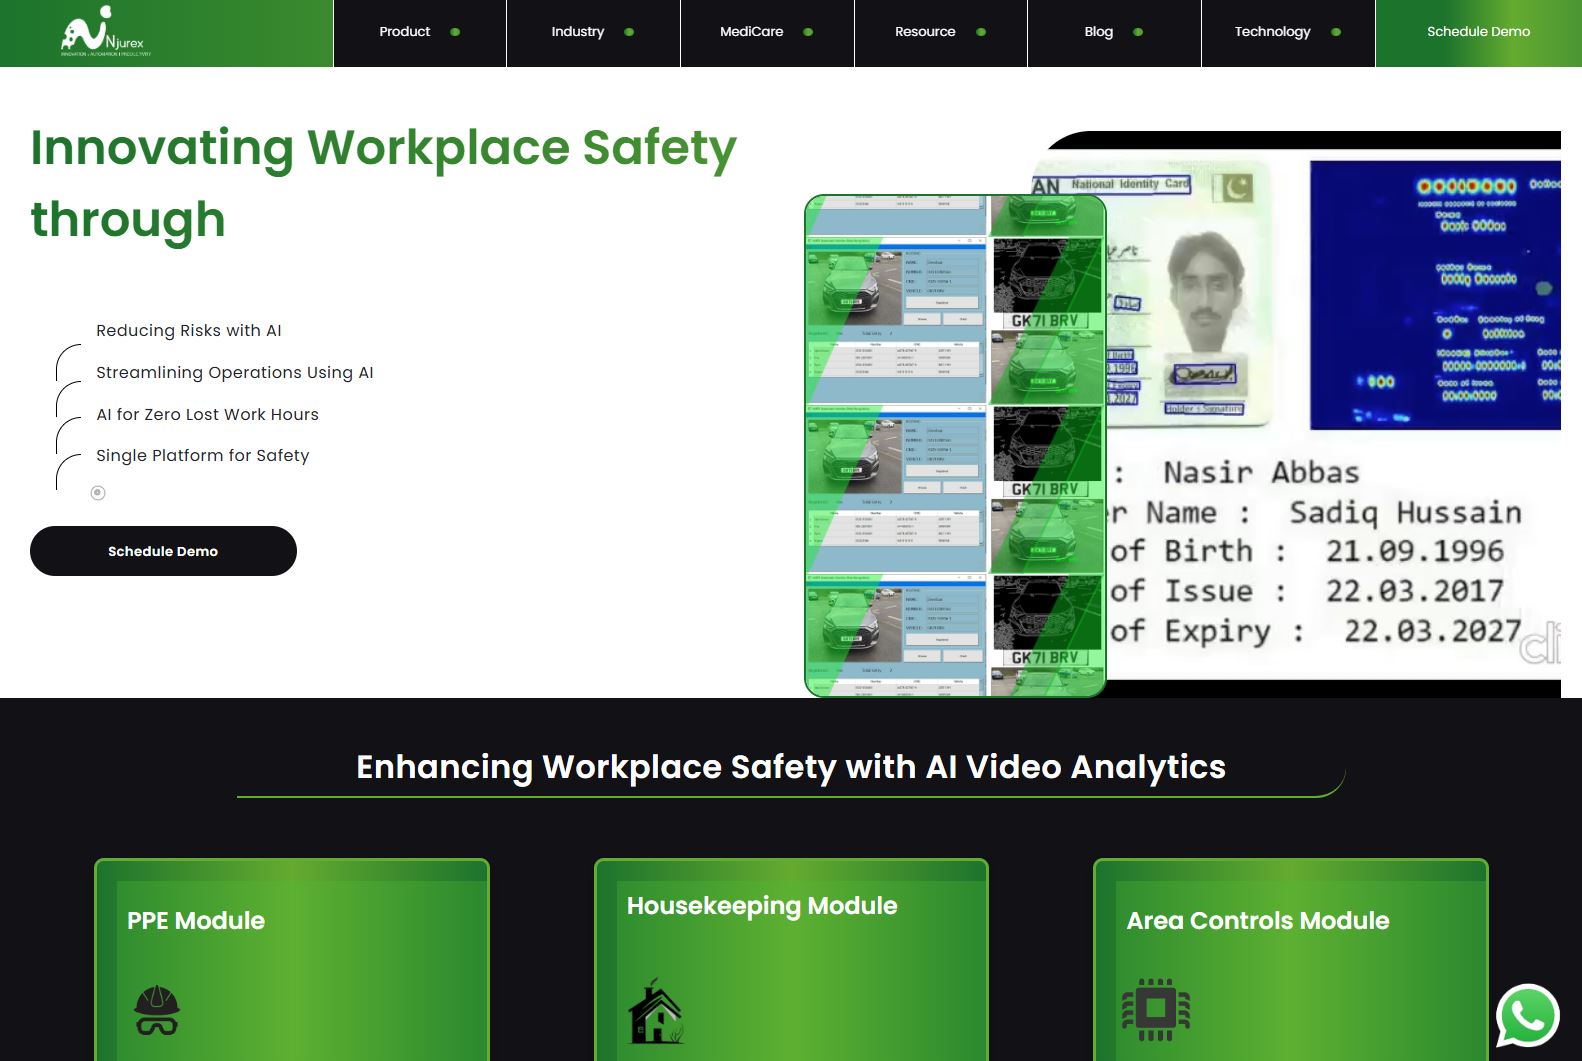 Njurex
INNOVATION | AUTOMATION | PRODUCTIVITY
Product
Industry
MediCare
Resource
Blog
Technology
Schedule Demo
Innovating Workplace Safety
through
Reducing Risks with AI
Streamlining Operations Using AI
AI for Zero Lost Work Hours
Single Platform for Safety
Schedule Demo
GK71 BRV
GK71 BRV
GK71 BRV
AN National Identity Card
1996
2027
Holder's Signature
: Nasir Abbas
r Name : Sadiq Hussain
of Birth : 21.09.1996
of Issue : 22.03.2017
of Expiry : 22.03.2027
cli
Enhancing Workplace Safety with AI Video Analytics
PPE Module
Housekeeping Module
Area Controls Module